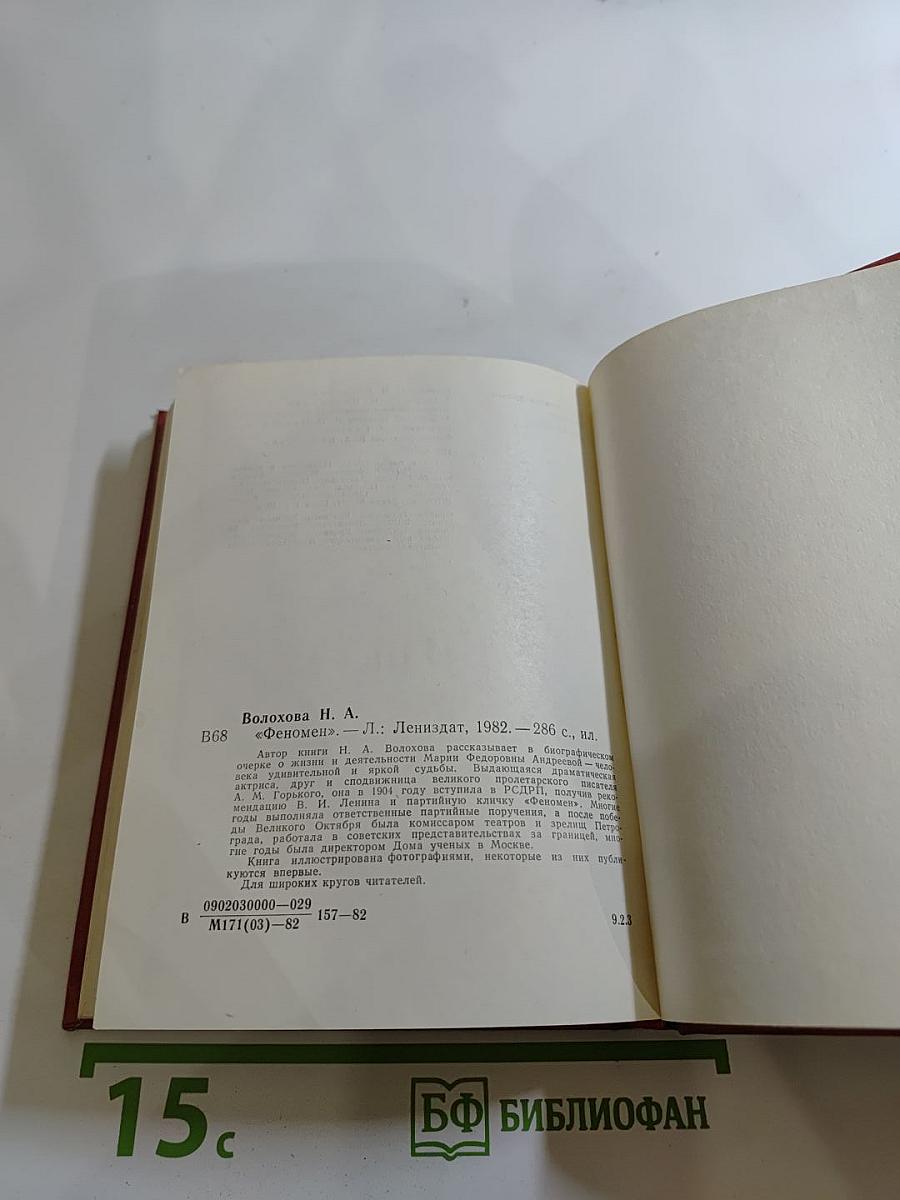 Волохова Н. А.
В68 «Феномен». — Л.: Лениздат, 1982. — 286 с., ил.
Автор книги Н. А. Волохова рассказывает в биографическом
очерке о жизни и деятельности Марии Федоровны Андреевой — чело-
века удивительной и яркой судьбы. Выдающаяся драматическая
актриса, друг и сподвижница великого пролетарского писателя
А. М. Горького, она в 1904 году вступила в РСДРП, получив реко-
мендацию В. И. Ленина и партийную кличку «Феномен». Многие
годы выполняла ответственные партийные поручения, а после побе-
ды Великого Октября была комиссаром театров и зрелищ Петро-
града, работала в советских представительствах за границей, мно-
гие годы была директором Дома ученых в Москве.
Книга иллюстрирована фотографиями, некоторые из них публи-
куются впервые.
Для широких кругов читателей.
В 0902030000—029
М171(03)—82 157—82
9.2.3
15 с
БФ БИБЛИОФАН